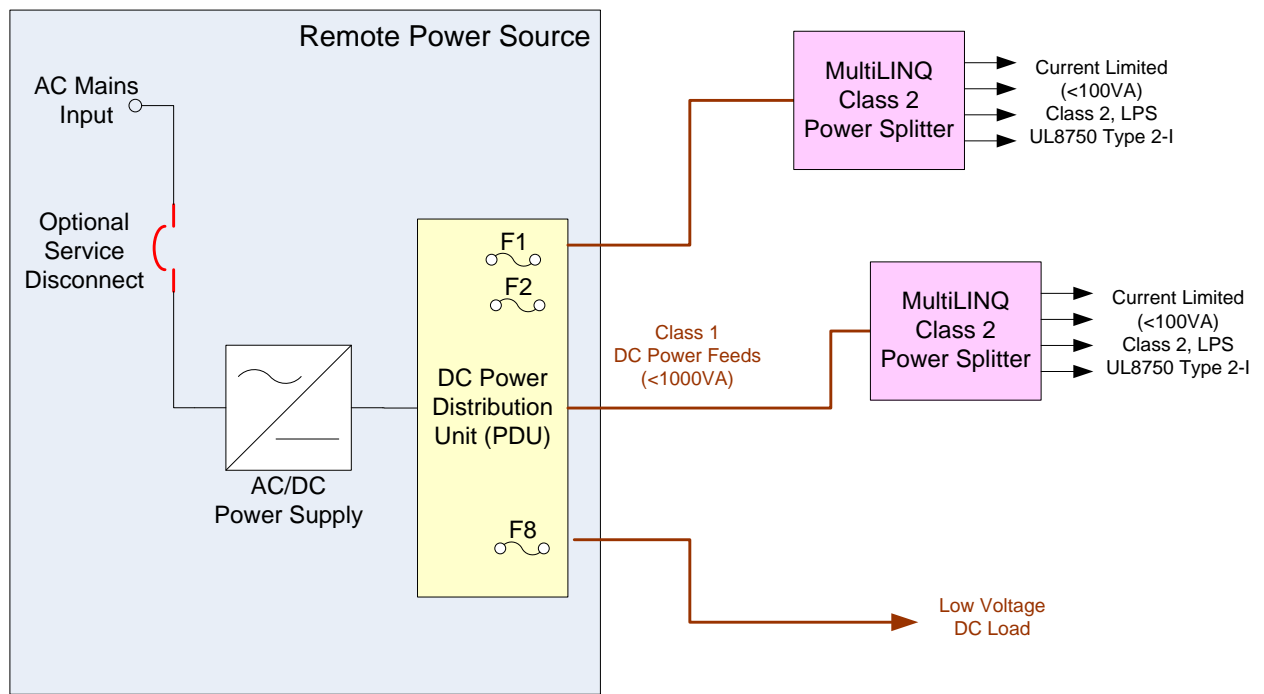 Remote Power Source
AC Mains
Input
Optional
Service
Disconnect
AC/DC
Power Supply
F1
F2
DC Power
Distribution
Unit (PDU)
F8
Class 1
DC Power Feeds
(<1000VA)
MultiLINQ
Class 2
Power Splitter
Current Limited
(<100VA)
Class 2, LPS
UL8750 Type 2-I
MultiLINQ
Class 2
Power Splitter
Current Limited
(<100VA)
Class 2, LPS
UL8750 Type 2-I
Low Voltage
DC Load